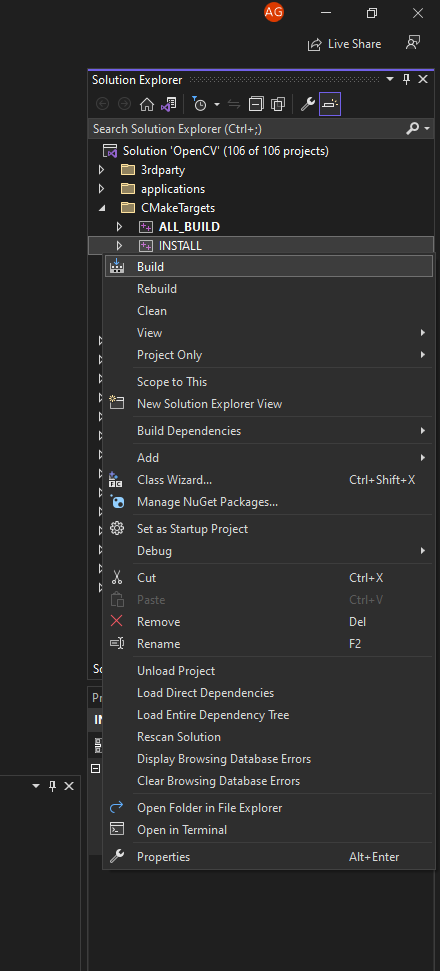 AG
Live Share
Solution Explorer
Search Solution Explorer (Ctrl+;)
Solution 'OpenCV' (106 of 106 projects)
3rdparty
applications
CMakeTargets
ALL_BUILD
INSTALL
Build
Rebuild
Clean
View
Project Only
Scope to This
New Solution Explorer View
Build Dependencies
Add
Class Wizard... Ctrl+Shift+X
Manage NuGet Packages...
Set as Startup Project
Debug
Cut Ctrl+X
Paste Ctrl+V
Remove Del
Rename F2
Unload Project
Load Direct Dependencies
Load Entire Dependency Tree
Rescan Solution
Display Browsing Database Errors
Clear Browsing Database Errors
Open Folder in File Explorer
Open in Terminal
Properties Alt+Enter